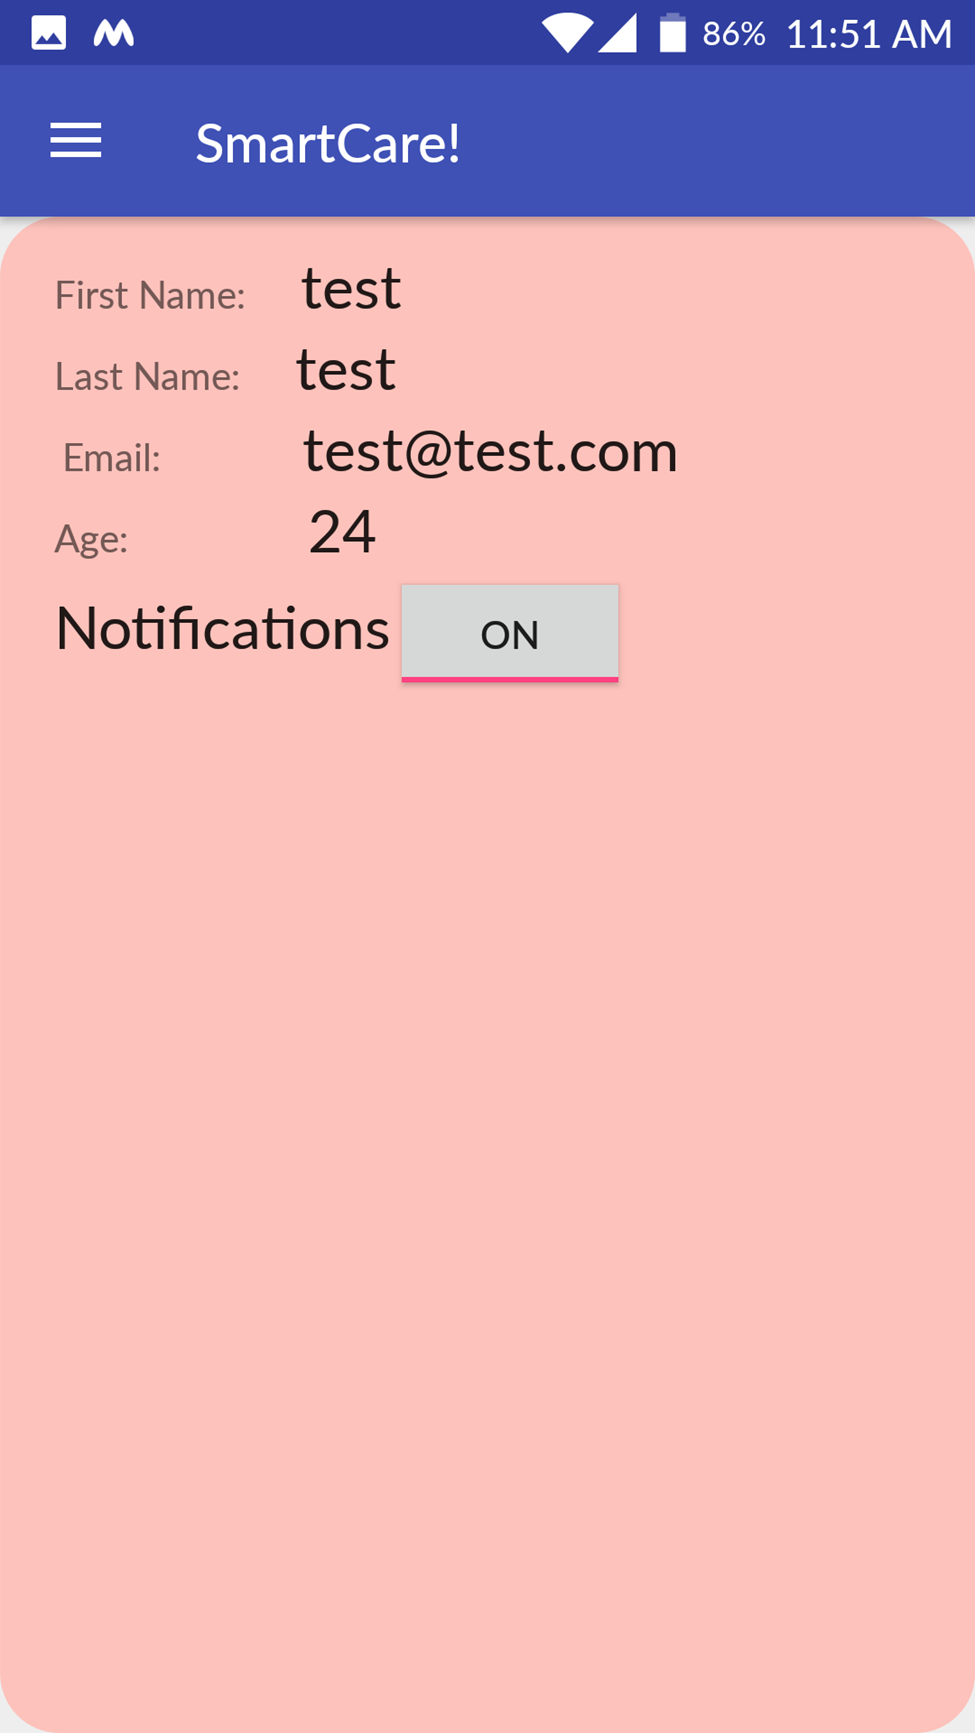 86% 11:51 AM
SmartCare!
First Name: test
Last Name: test
Email: test@test.com
Age: 24
Notifications ON